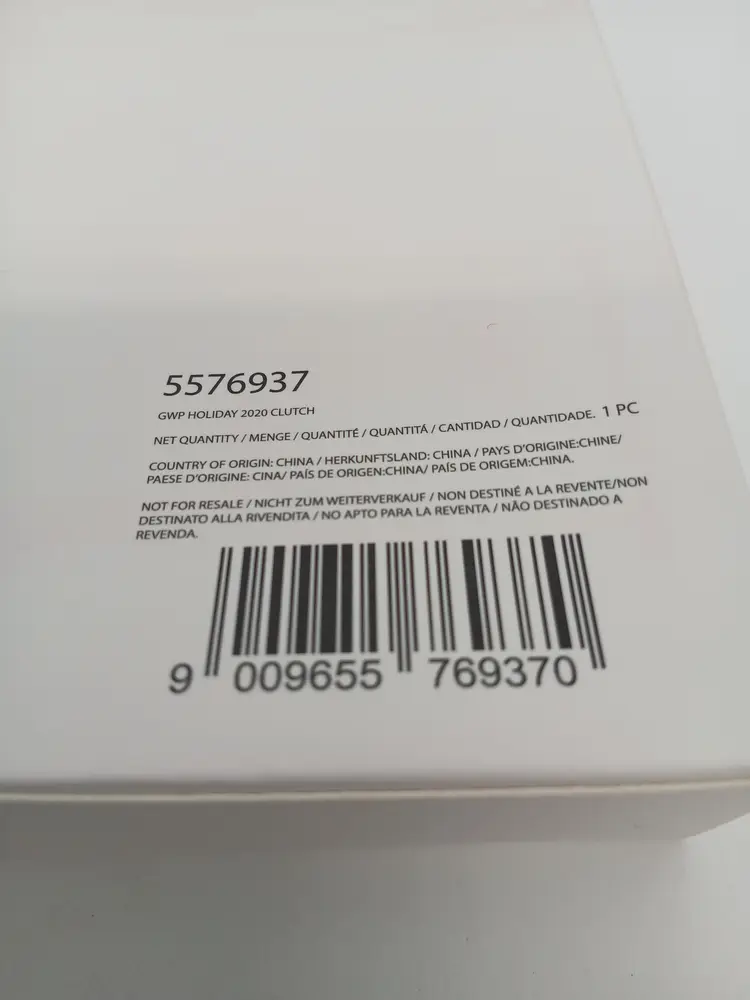 5576937
GWP HOLIDAY 2020 CLUTCH
NET QUANTITY / MENGE / QUANTITÉ / QUANTITÁ / CANTIDAD / QUANTIDADE. 1 PC
COUNTRY OF ORIGIN: CHINA / HERKUNFTSLAND: CHINA / PAYS D'ORIGINE:CHINE/
PAESE D'ORIGINE: CINA/ PAÍS DE ORIGEN:CHINA/ PAÍS DE ORIGEM:CHINA.
NOT FOR RESALE / NICHT ZUM WEITERVERKAUF / NON DESTINÉ A LA REVENTE/NON
DESTINATO ALLA RIVENDITA / NO APTO PARA LA REVENTA / NÃO DESTINADO A
REVENDA.
9 009655 769370